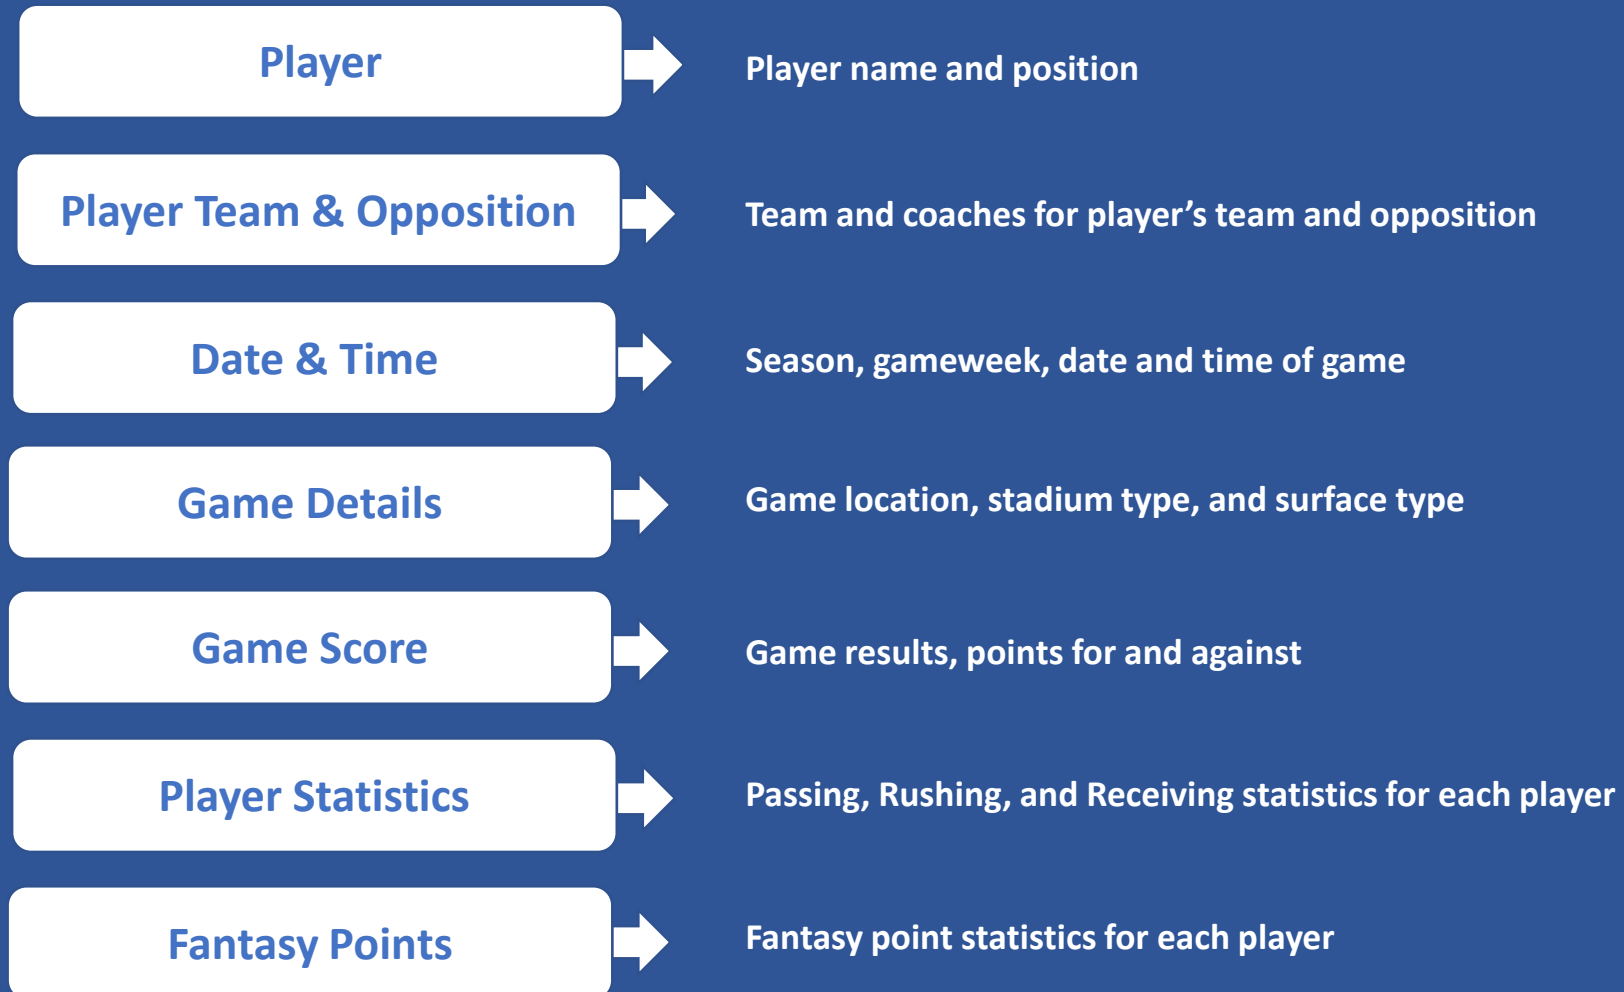 Player
Player name and position
Player Team & Opposition
Team and coaches for player’s team and opposition
Date & Time
Season, gameweek, date and time of game
Game Details
Game location, stadium type, and surface type
Game Score
Game results, points for and against
Player Statistics
Passing, Rushing, and Receiving statistics for each player
Fantasy Points
Fantasy point statistics for each player